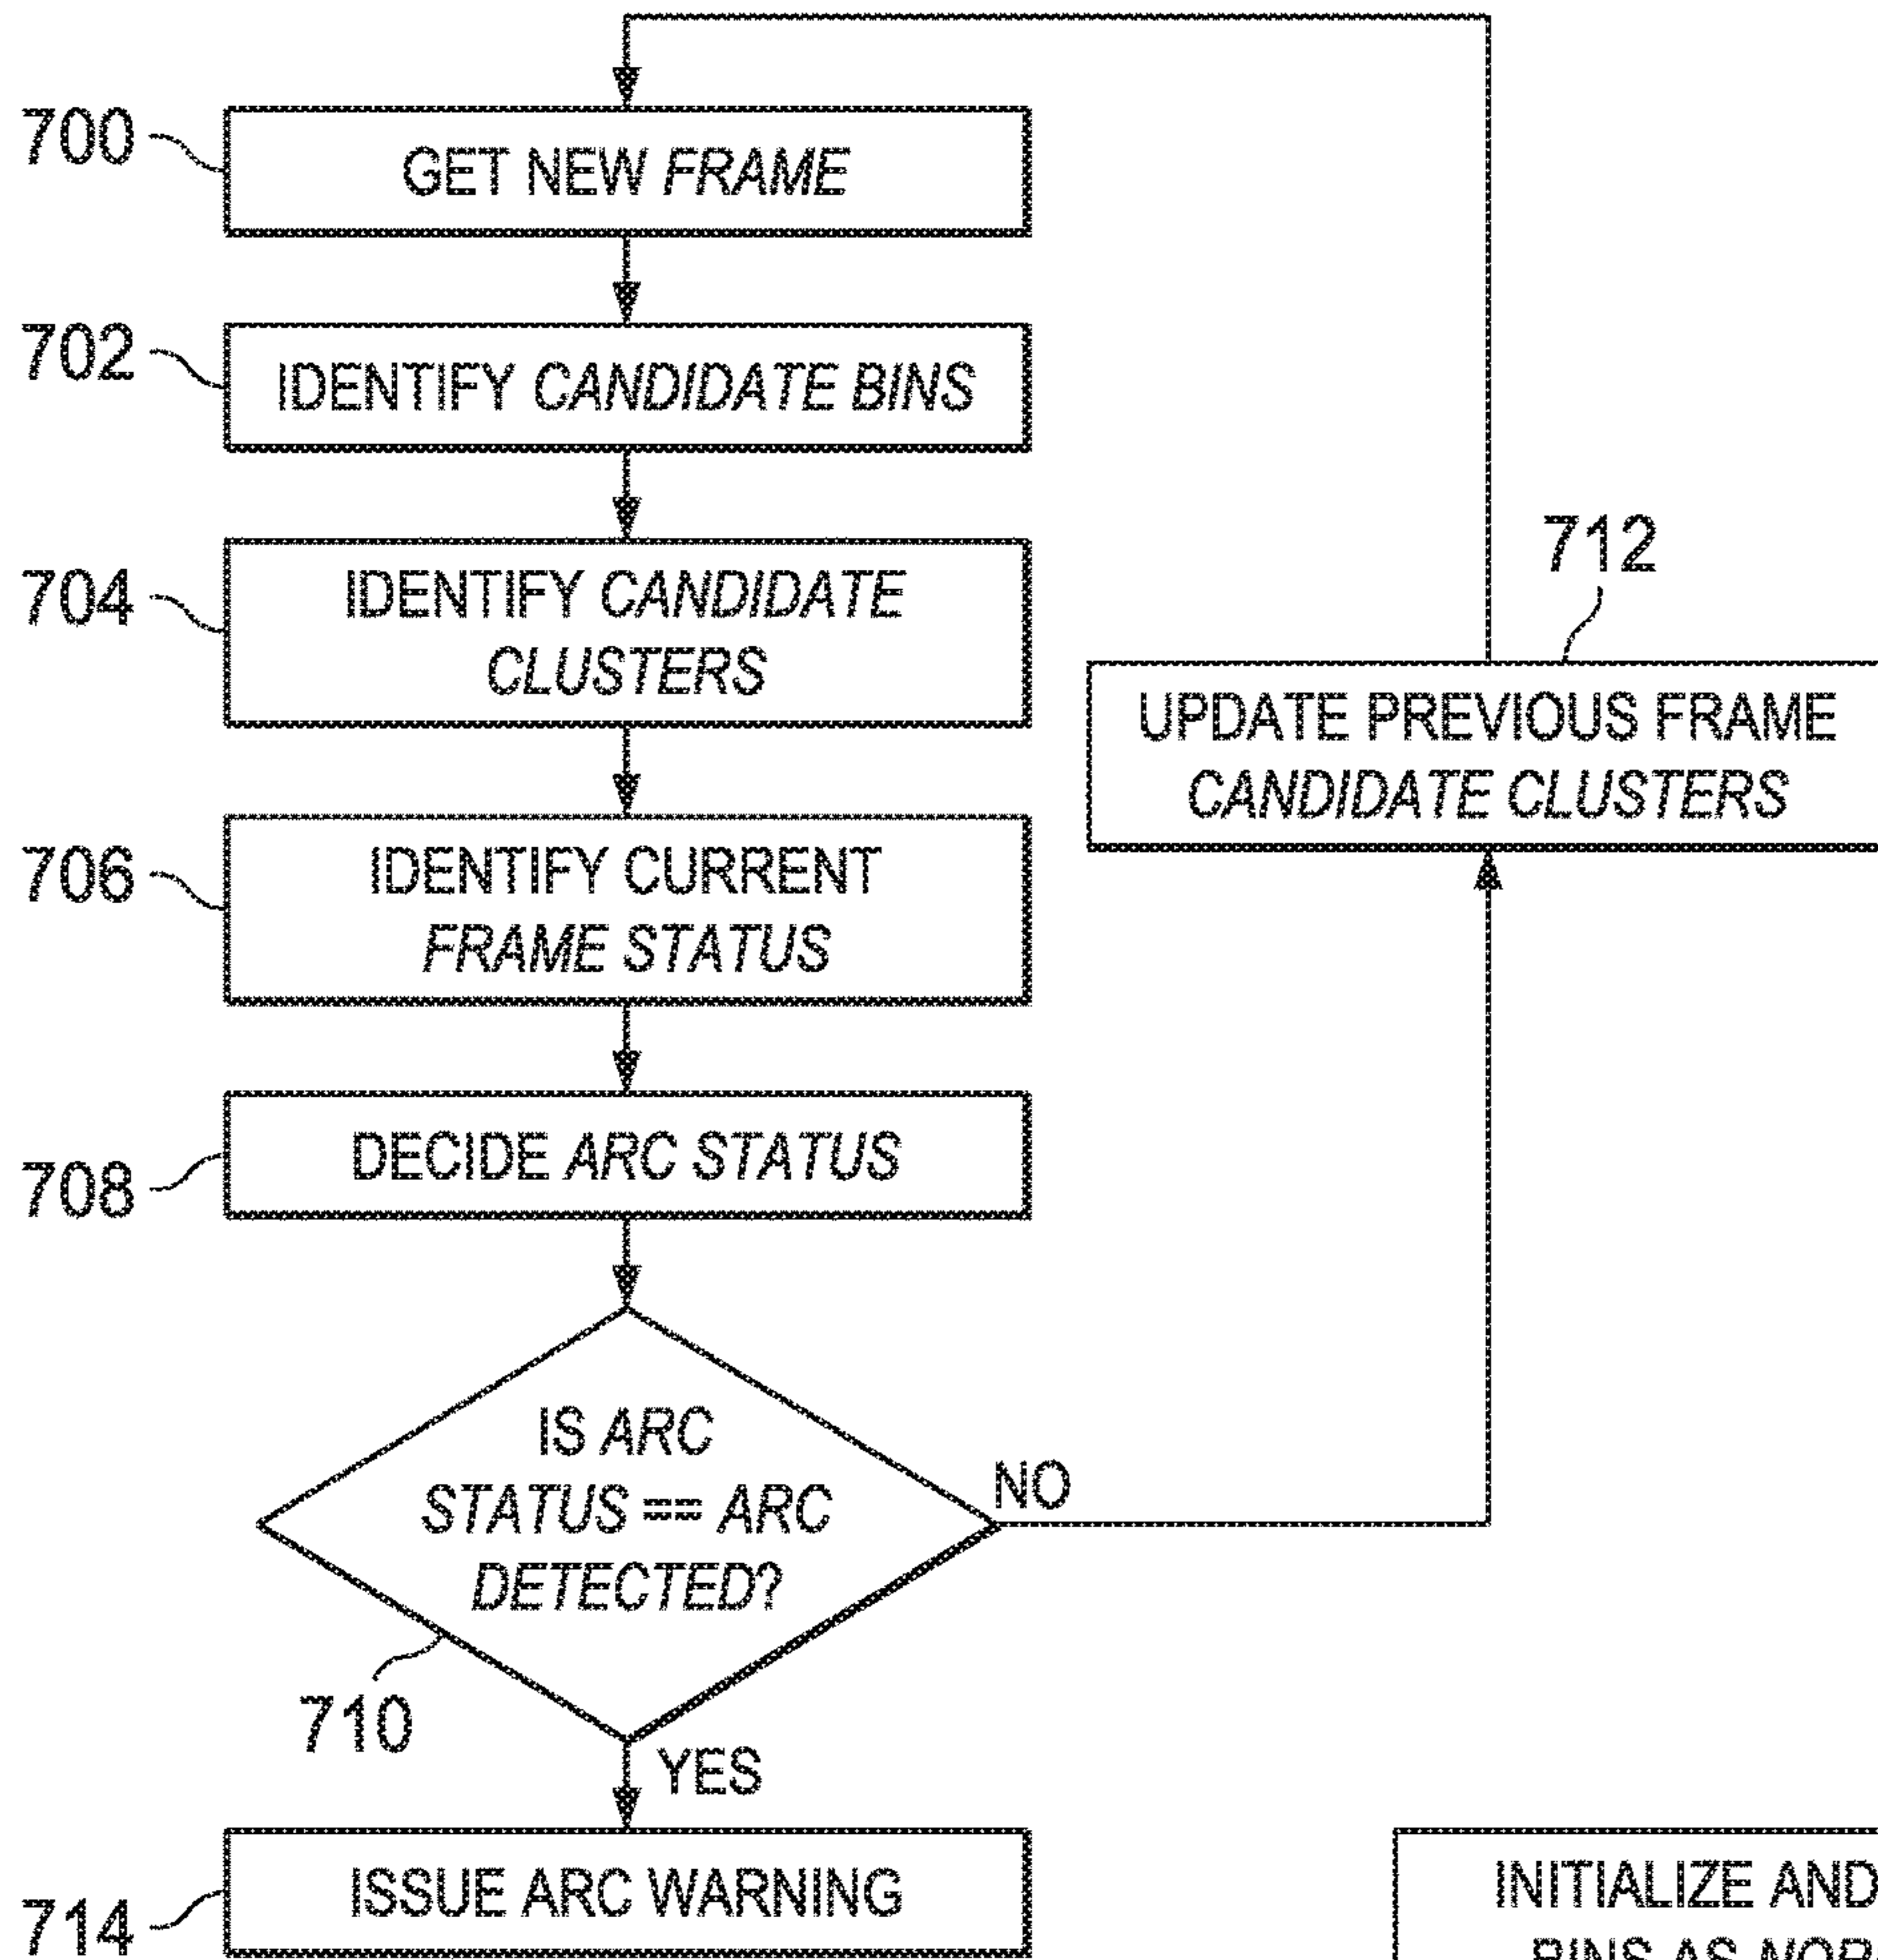 700
GET NEW FRAME
702
IDENTIFY CANDIDATE BINS
704
IDENTIFY CANDIDATE
CLUSTERS
712
UPDATE PREVIOUS FRAME
CANDIDATE CLUSTERS
706
IDENTIFY CURRENT
FRAME STATUS
708
DECIDE ARC STATUS
IS ARC
STATUS == ARC
DETECTED?
NO
710
YES
714
ISSUE ARC WARNING
INITIALIZE AND
BINS AS